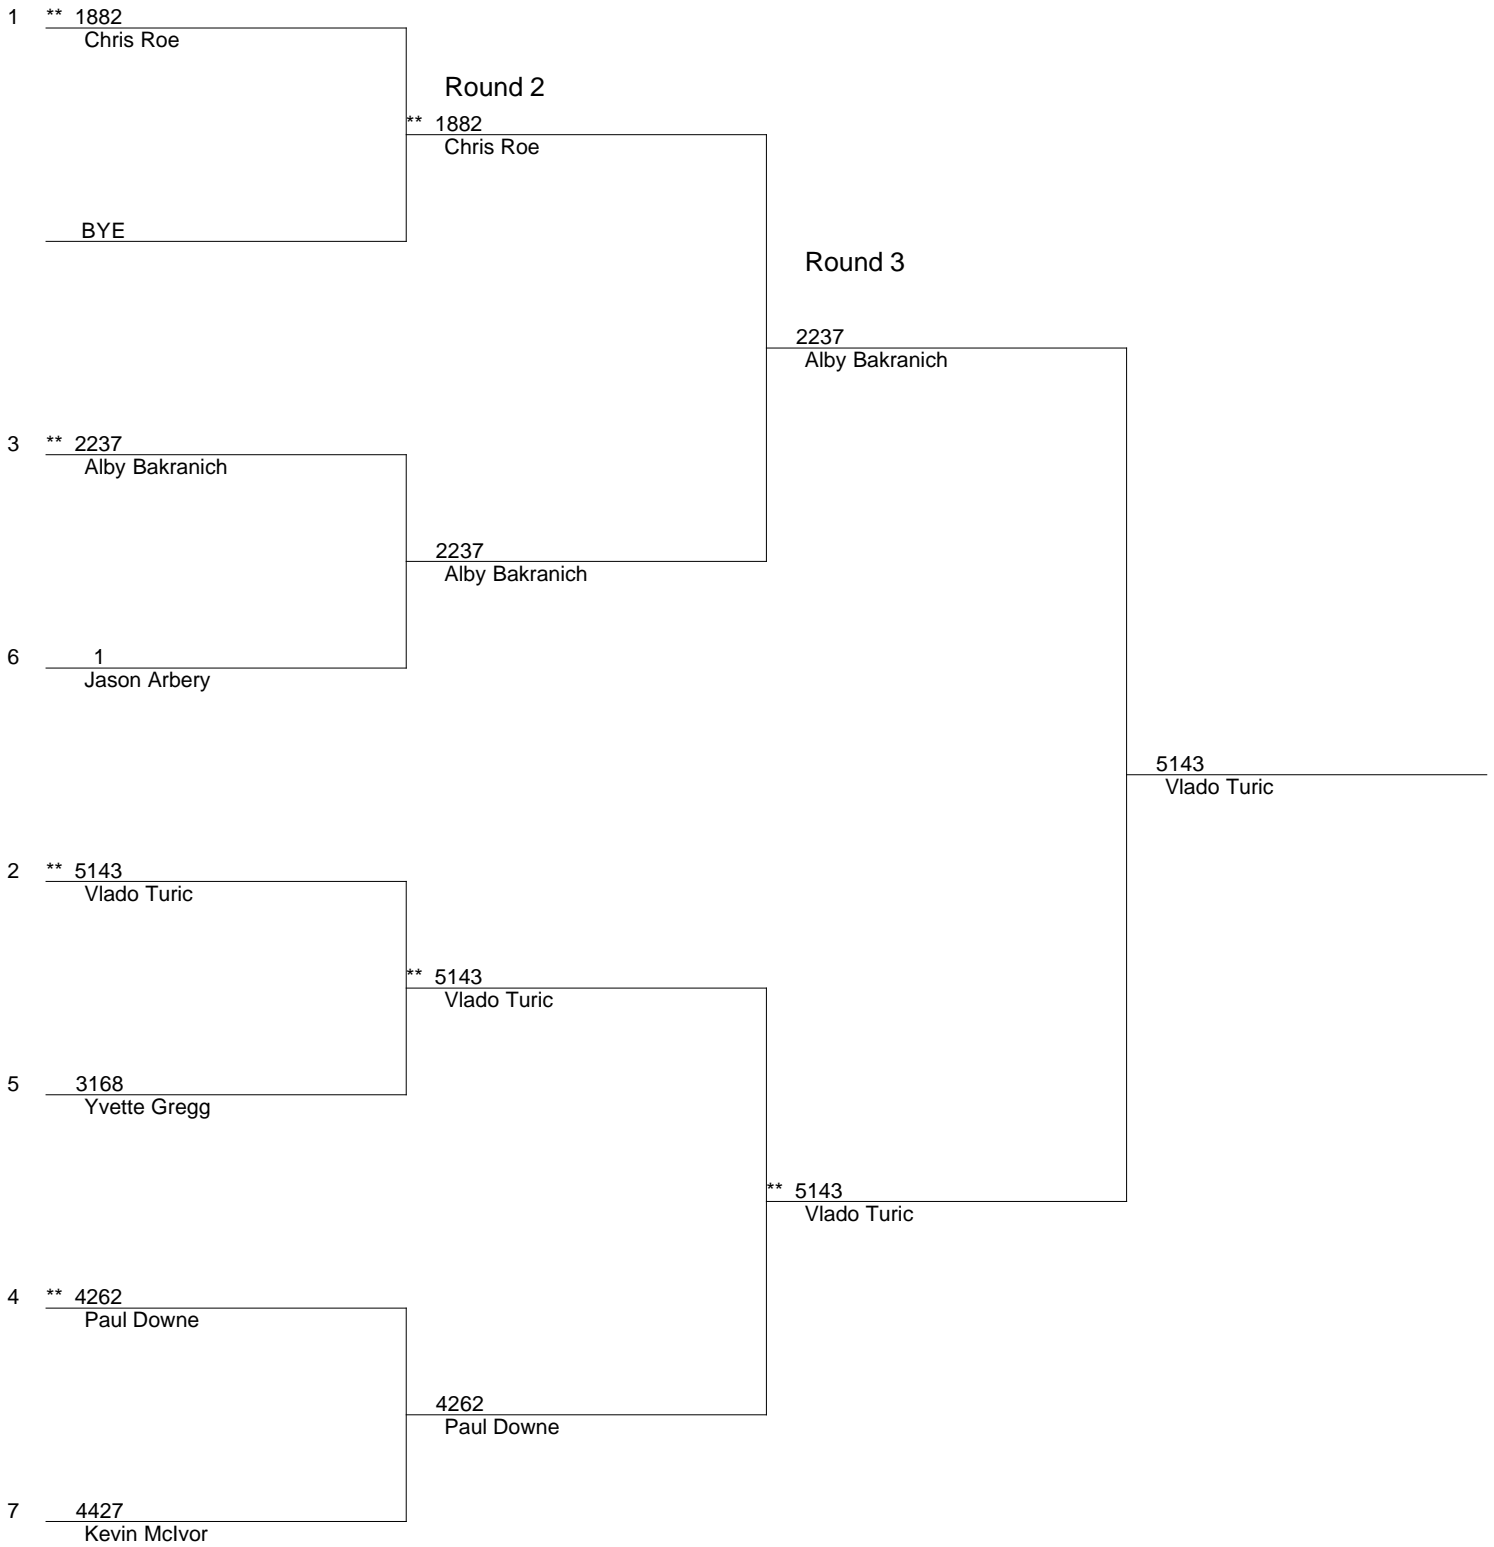 1 ** 1882
Chris Roe
Round 2
** 1882
Chris Roe
BYE
Round 3
2237
Alby Bakranich
3 ** 2237
Alby Bakranich
2237
Alby Bakranich
6 1
Jason Arbery
5143
Vlado Turic
2 ** 5143
Vlado Turic
** 5143
Vlado Turic
5 3168
Yvette Gregg
** 5143
Vlado Turic
4 ** 4262
Paul Downe
4262
Paul Downe
7 4427
Kevin McIvor